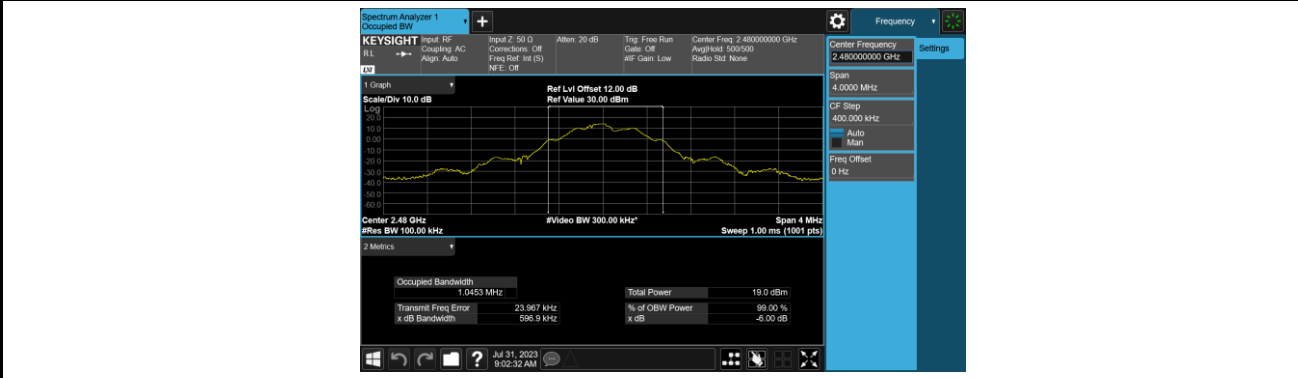 Spectrum Analyzer 1
Occupied BW
Frequency
KEYSIGHT
R L
LXI
Input: RF
Coupling: AC
Align: Auto
Input Z: 50 Ω
Corrections: Off
Freq Ref: Int (S)
NFE: Off
Atten: 20 dB
Trig: Free Run
Gate: Off
#IF Gain: Low
Center Freq: 2.480000000 GHz
Avg|Hold: 500/500
Radio Std: None
Center Frequency
2.480000000 GHz
Settings
Span
4.0000 MHz
CF Step
400.000 kHz
Auto
Man
Freq Offset
0 Hz
1 Graph
Scale/Div 10.0 dB
Ref Lvl Offset 12.00 dB
Ref Value 30.00 dBm
Log
20.0
10.0
0.00
-10.0
-20.0
-30.0
-40.0
-50.0
-60.0
Center 2.48 GHz
#Res BW 100.00 kHz
#Video BW 300.00 kHz*
Span 4 MHz
Sweep 1.00 ms (1001 pts)
2 Metrics
Occupied Bandwidth
1.0453 MHz
Transmit Freq Error 23.967 kHz
x dB Bandwidth 596.9 kHz
Total Power 19.0 dBm
% of OBW Power 99.00 %
x dB -6.00 dB
Jul 31, 2023
9:02:32 AM